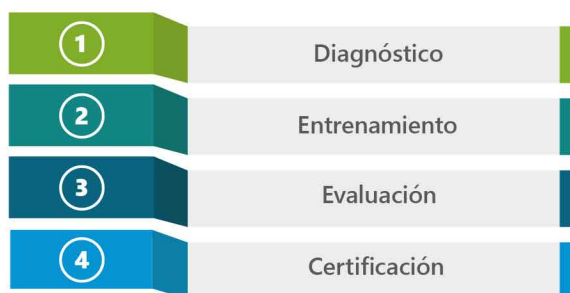 1 Diagnóstico
2 Entrenamiento
3 Evaluación
4 Certificación